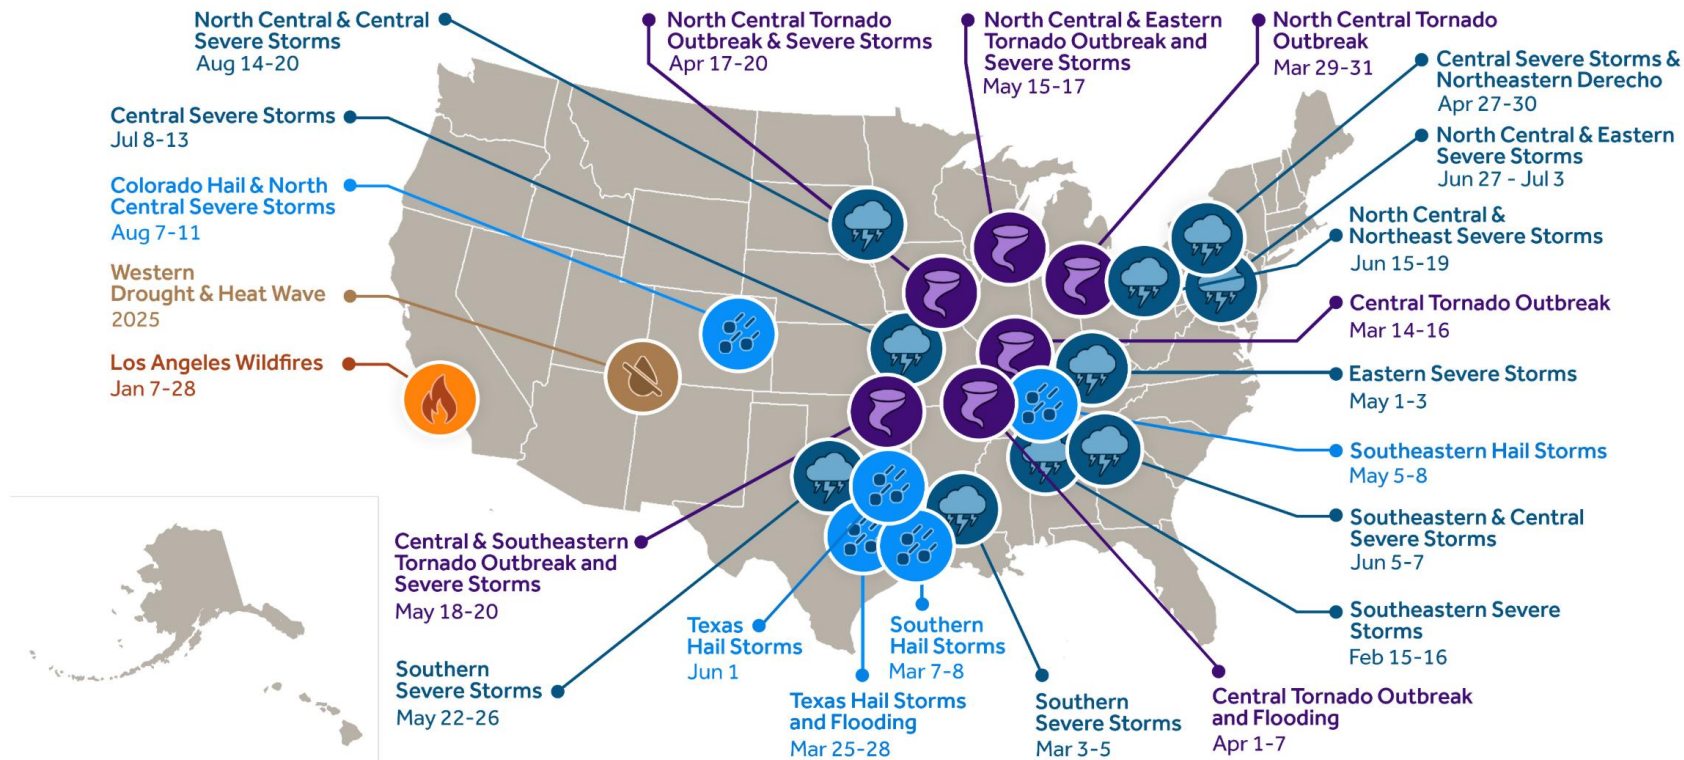 North Central & Central
Severe Storms
Aug 14-20
North Central Tornado
Outbreak & Severe Storms
Apr 17-20
North Central & Eastern
Tornado Outbreak and
Severe Storms
May 15-17
North Central Tornado
Outbreak
Mar 29-31
Central Severe Storms &
Northeastern Derecho
Apr 27-30
Central Severe Storms
Jul 8-13
North Central & Eastern
Severe Storms
Jun 27 - Jul 3
Colorado Hail & North
Central Severe Storms
Aug 7-11
North Central &
Northeast Severe Storms
Jun 15-19
Western
Drought & Heat Wave
2025
Central Tornado Outbreak
Mar 14-16
Los Angeles Wildfires
Jan 7-28
Eastern Severe Storms
May 1-3
Southeastern Hail Storms
May 5-8
Southeastern & Central
Severe Storms
Jun 5-7
Central & Southeastern
Tornado Outbreak and
Severe Storms
May 18-20
Southeastern Severe
Storms
Feb 15-16
Texas
Hail Storms
Jun 1
Southern
Hail Storms
Mar 7-8
Southern
Severe Storms
May 22-26
Texas Hail Storms
and Flooding
Mar 25-28
Southern
Severe Storms
Mar 3-5
Central Tornado Outbreak
and Flooding
Apr 1-7